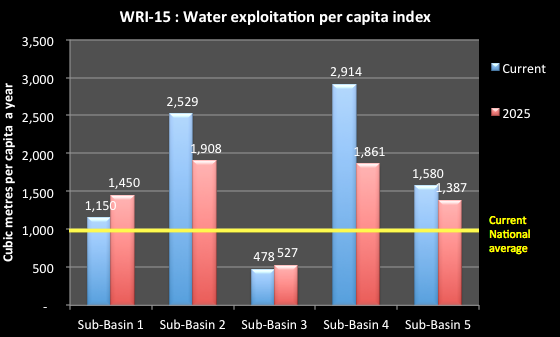 WRI-15 : Water exploitation per capita index
Cubic metres per capita  a year
3,500
3,000
2,500
2,000
1,500
1,000
500
-
1,150
1,450
2,529
1,908
478
527
2,914
1,861
1,580
1,387
Sub-Basin 1
Sub-Basin 2
Sub-Basin 3
Sub-Basin 4
Sub-Basin 5
Current
2025
Current
National
average